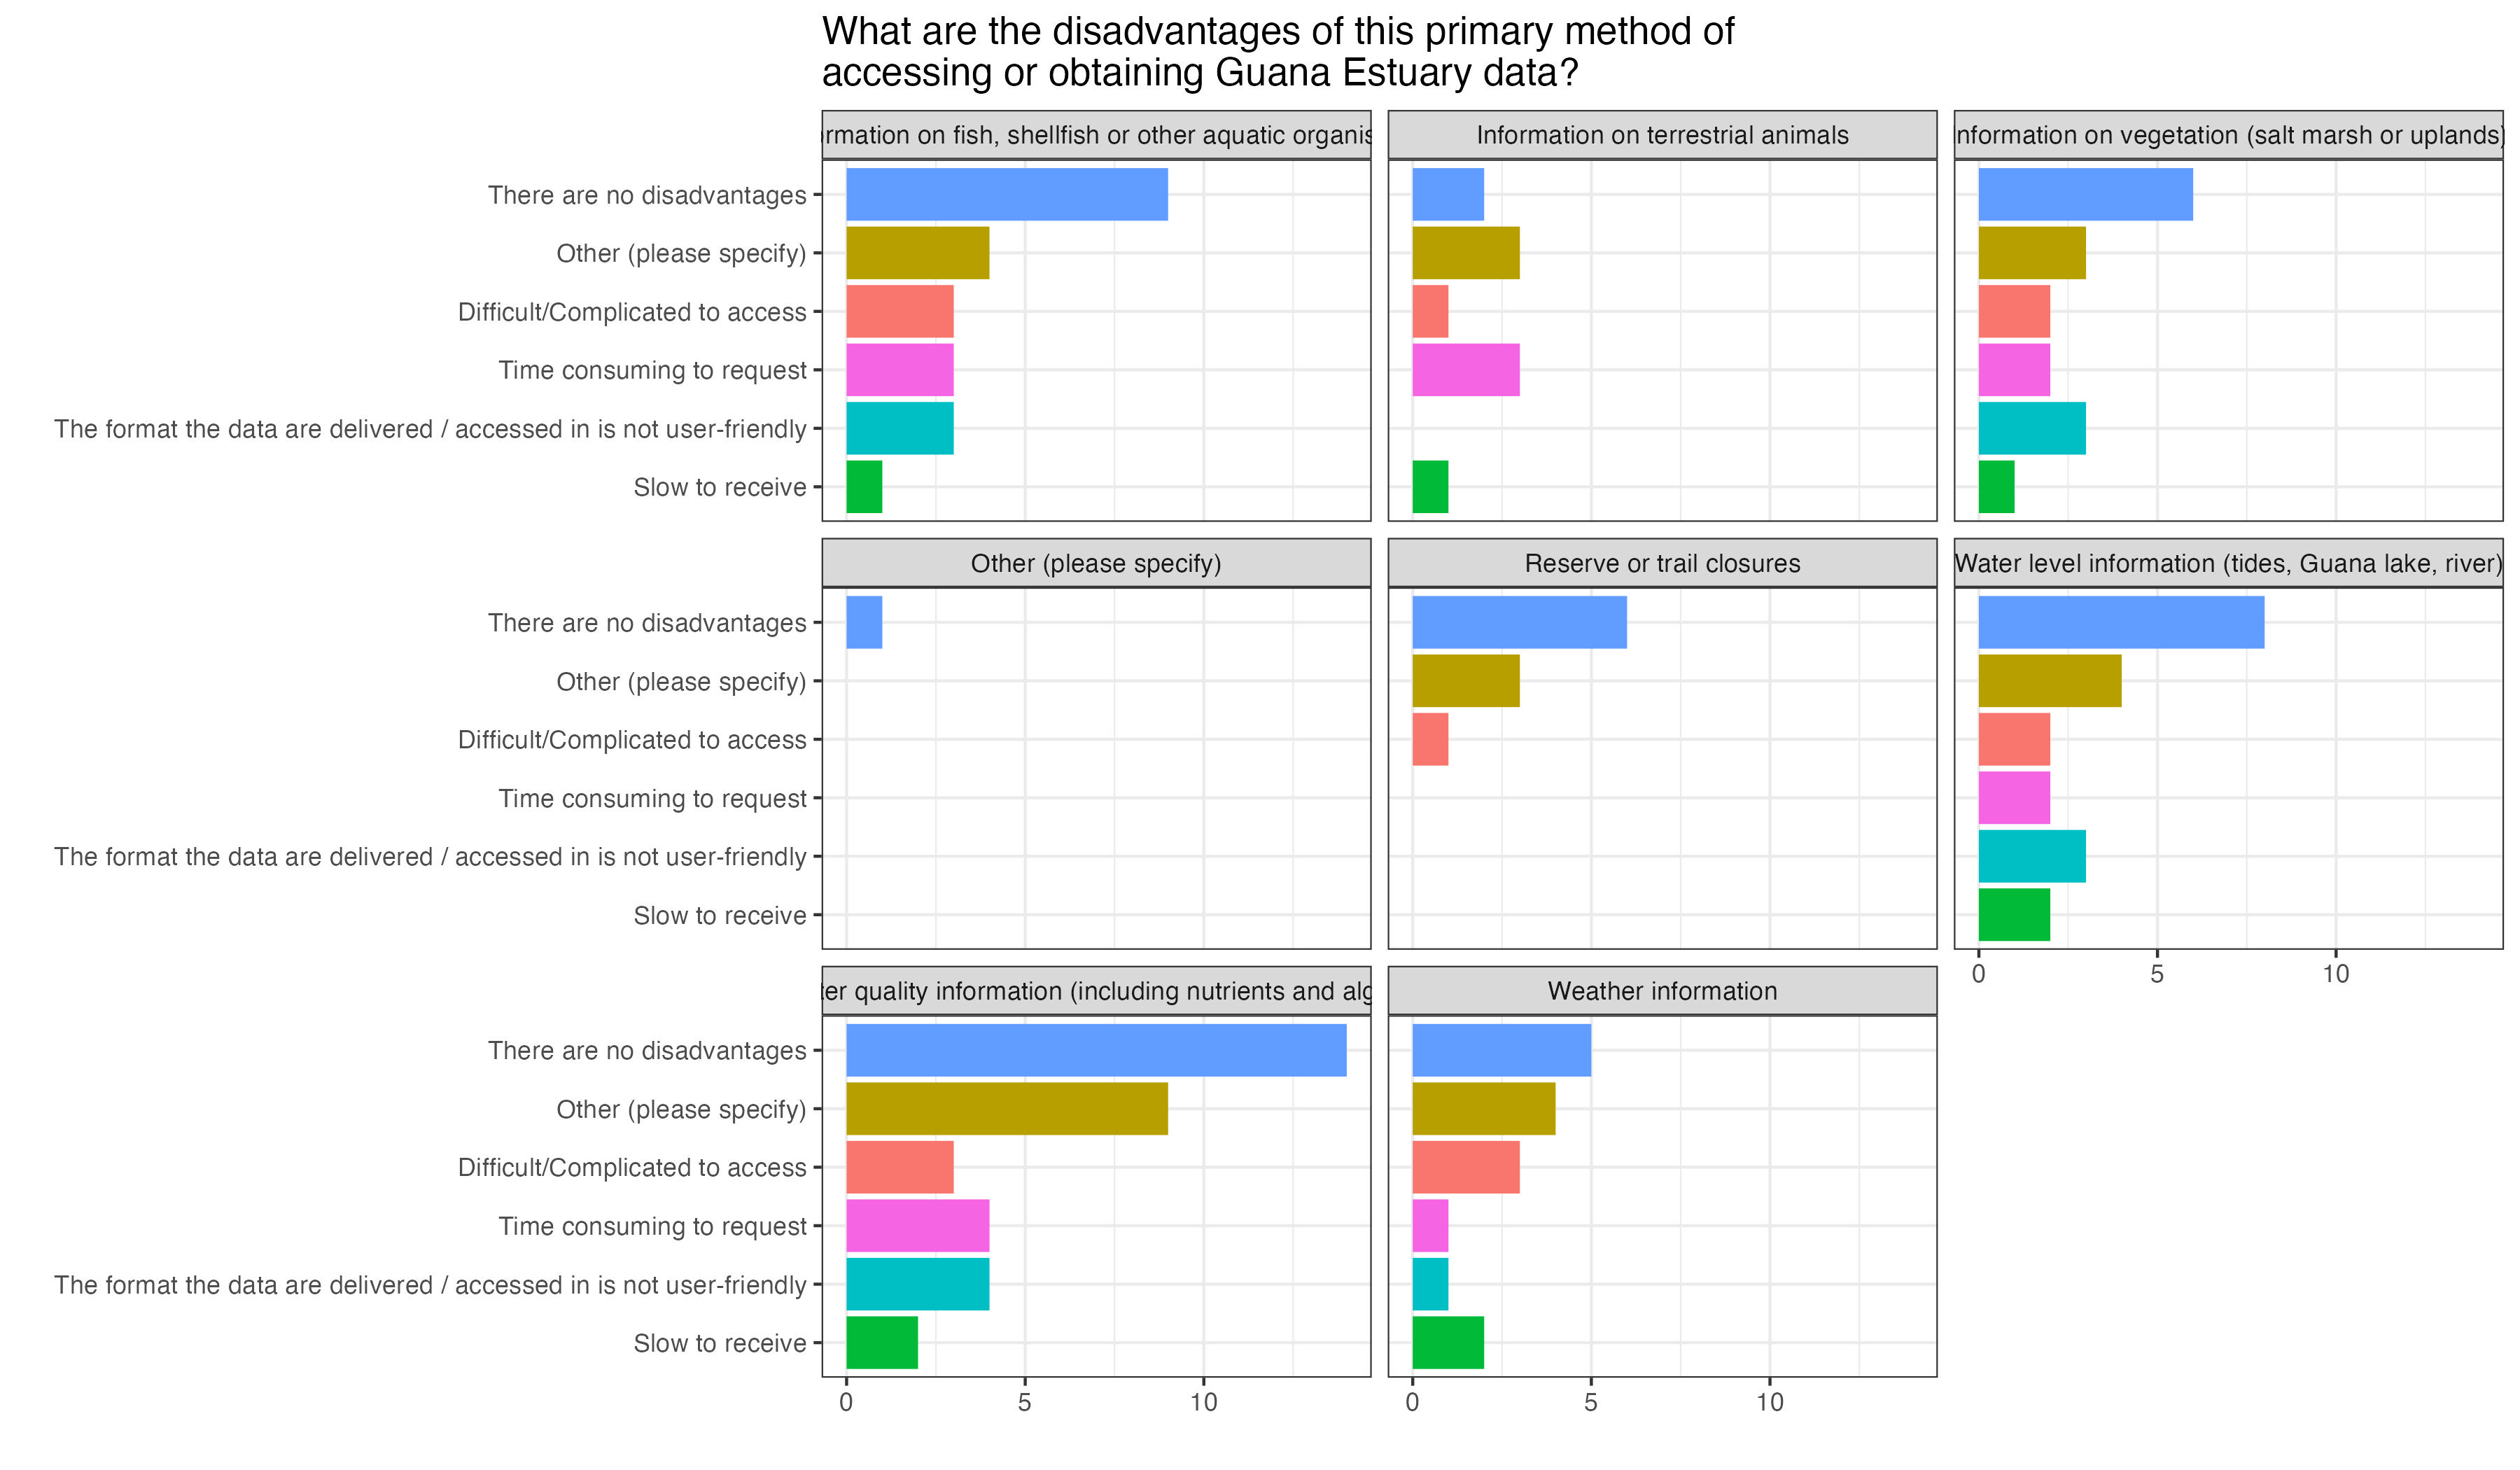 What are the disadvantages of this primary method of
accessing or obtaining Guana Estuary data?
rmation on fish, shellfish or other aquatic organis
Information on terrestrial animals
nformation on vegetation (salt marsh or uplands)
There are no disadvantages
Other (please specify)
Difficult/Complicated to access
Time consuming to request
The format the data are delivered / accessed in is not user-friendly
Slow to receive
Other (please specify)
Reserve or trail closures
Water level information (tides, Guana lake, river)
There are no disadvantages
Other (please specify)
Difficult/Complicated to access
Time consuming to request
The format the data are delivered / accessed in is not user-friendly
Slow to receive
0 5 10
ter quality information (including nutrients and alg
Weather information
There are no disadvantages
Other (please specify)
Difficult/Complicated to access
Time consuming to request
The format the data are delivered / accessed in is not user-friendly
Slow to receive
0 5 10
0 5 10